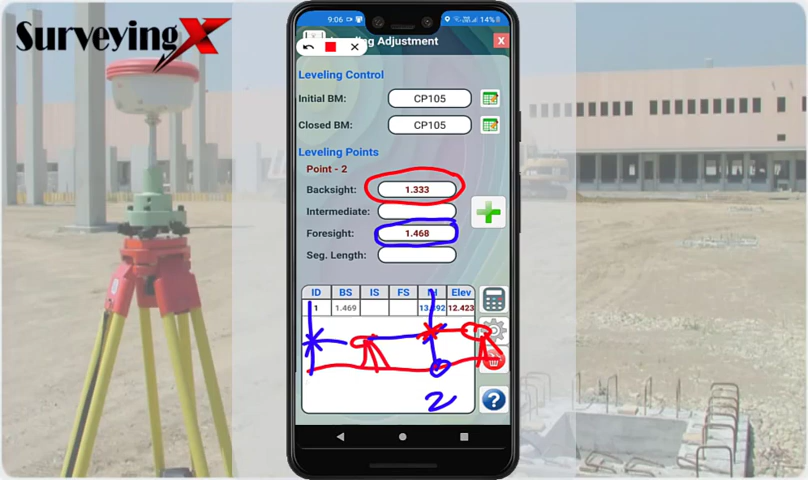 SurveyingX
9:06 14%
Leveling Adjustment X
Leveling Control
Initial BM: CP105
Closed BM: CP105
Leveling Points
Point - 2
Backsight: 1.333
Intermediate:
Foresight: 1.468
Seg. Length:
ID BS IS FS Elev
1 1.469 12.423
2
?